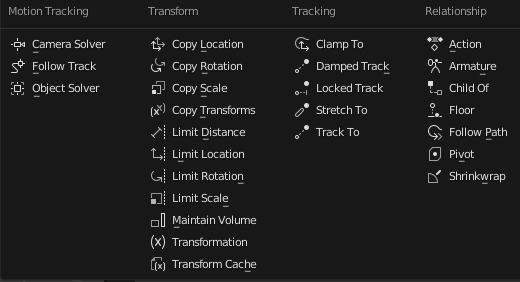 Motion Tracking
Camera Solver
Follow Track
Object Solver
Transform
Copy Location
Copy Rotation
Copy Scale
Copy Transforms
Limit Distance
Limit Location
Limit Rotation
Limit Scale
Maintain Volume
Transformation
Transform Cache
Tracking
Clamp To
Damped Track
Locked Track
Stretch To
Track To
Relationship
Action
Armature
Child Of
Floor
Follow Path
Pivot
Shrinkwrap